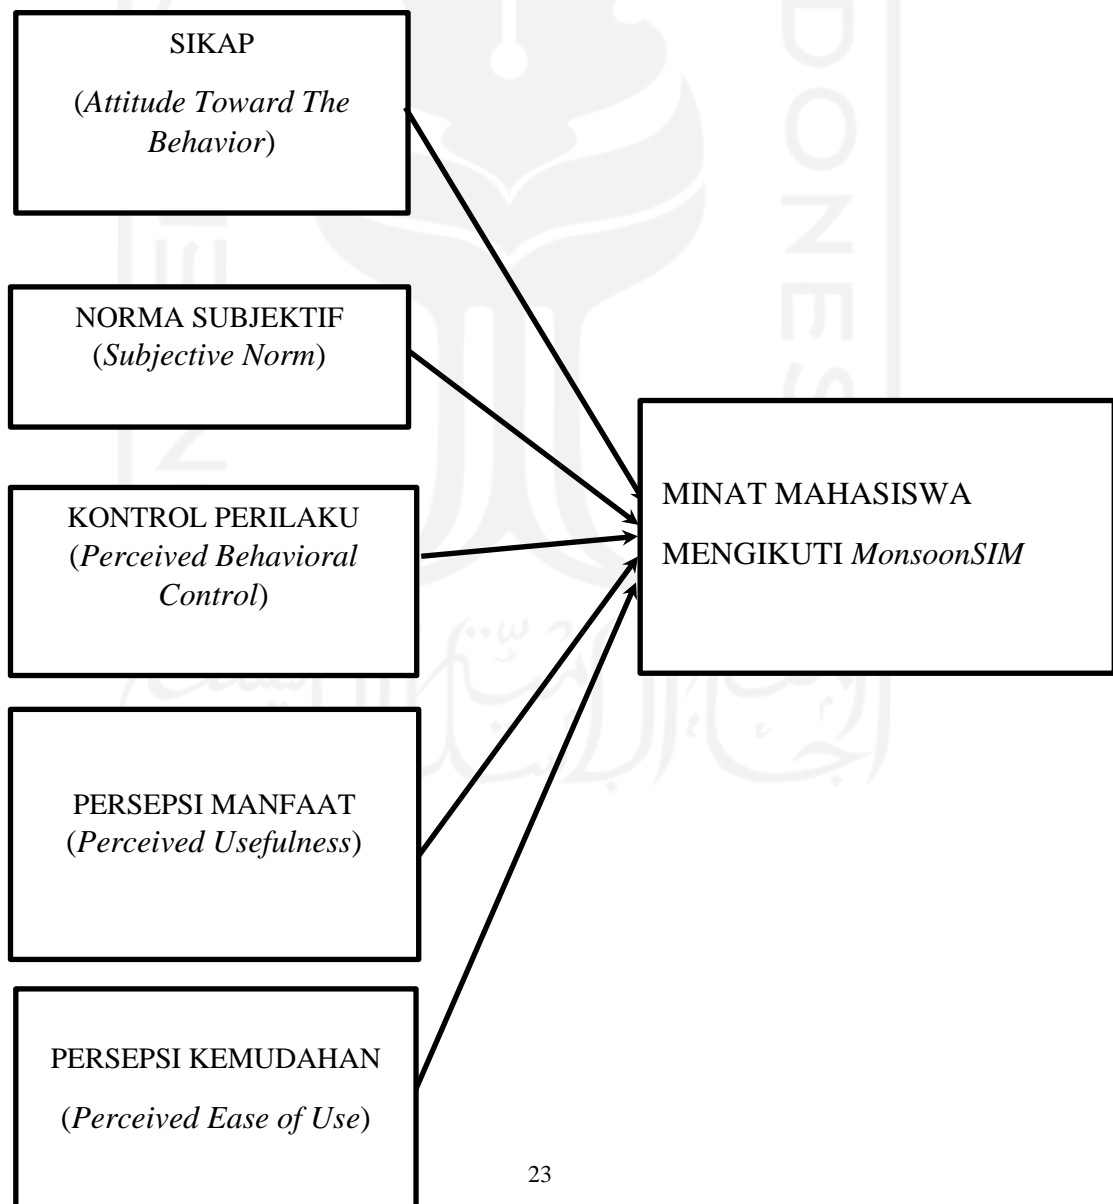 SIKAP
(Attitude Toward The
Behavior)
NORMA SUBJEKTIF
(Subjective Norm)
KONTROL PERILAKU
(Perceived Behavioral
Control)
PERSEPSI MANFAAT
(Perceived Usefulness)
PERSEPSI KEMUDAHAN
(Perceived Ease of Use)
MINAT MAHASISWA
MENGIKUTI MonsoonSIM
23